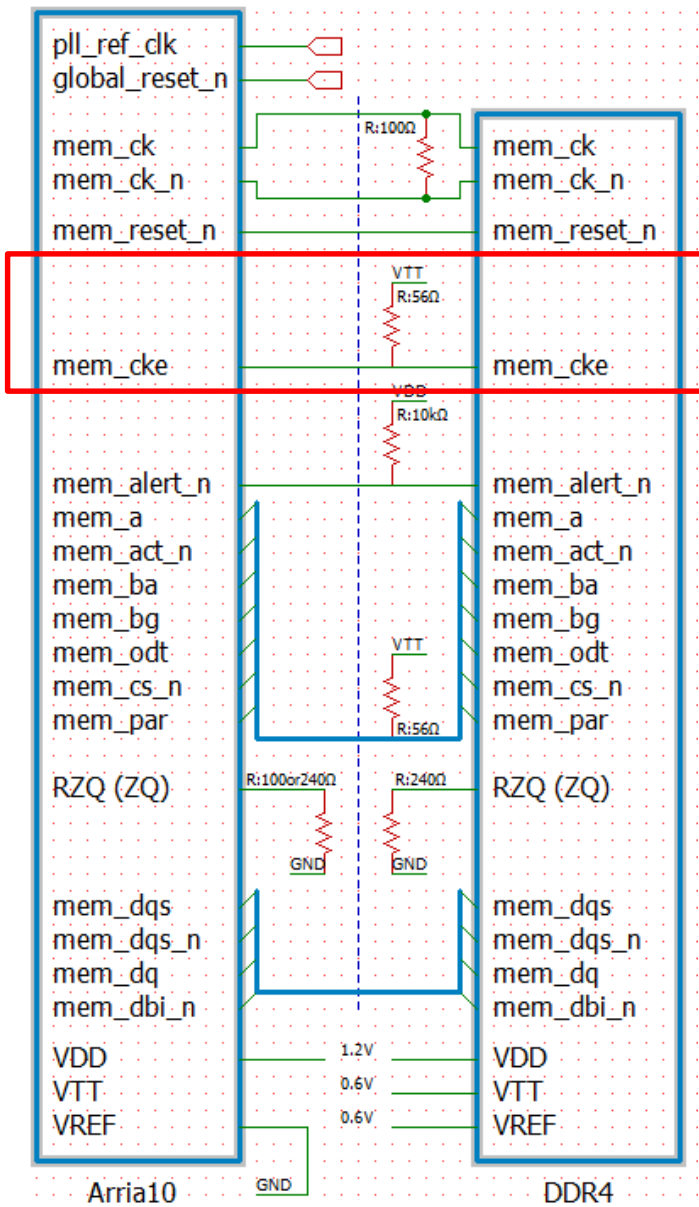 pll_ref_clk
global_reset_n
R:100Ω
mem_ck mem_ck
mem_ck_n mem_ck_n
mem_reset_n mem_reset_n
VTT
R:56Ω
mem_cke mem_cke
VDD
R:10kΩ
mem_alert_n mem_alert_n
mem_a mem_a
mem_act_n mem_act_n
mem_ba mem_ba
mem_bg mem_bg
mem_odt VTT mem_odt
mem_cs_n mem_cs_n
mem_par R:56Ω mem_par
RZQ (ZQ) R:100or240Ω R:240Ω RZQ (ZQ)
GND GND
mem_dqs mem_dqs
mem_dqs_n mem_dqs_n
mem_dq mem_dq
mem_dbi_n mem_dbi_n
VDD 1.2V VDD
VTT 0.6V VTT
VREF 0.6V VREF
Arria10 GND DDR4